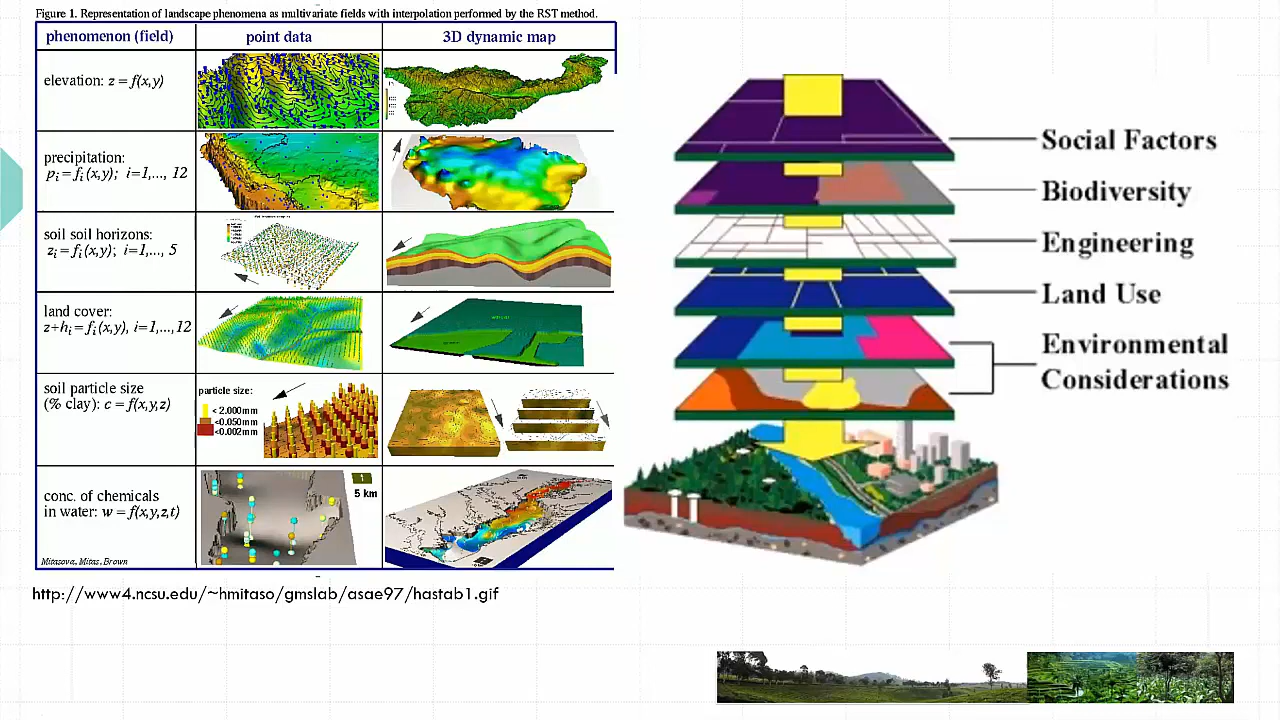 Figure 1. Representation of landscape phenomena as multivariate fields with interpolation performed by the RST method.
phenomenon (field) point data 3D dynamic map
elevation: z = f(x,y)
precipitation:
pi = fi (x,y); i=1,..., 12
soil soil horizons:
zi = fi (x,y); i=1,..., 5
land cover:
z+hi = fi (x,y), i=1,...,12
soil particle size
(% clay): c = f(x,y,z)
particle size:
< 2.000mm
<0.050mm
<0.002mm
conc. of chemicals
in water: w = f(x,y,z,t)
5 km
Mitasova, Mitas, Brown
http://www4.ncsu.edu/~hmitaso/gmslab/asae97/hastab1.gif
Social Factors
Biodiversity
Engineering
Land Use
Environmental
Considerations